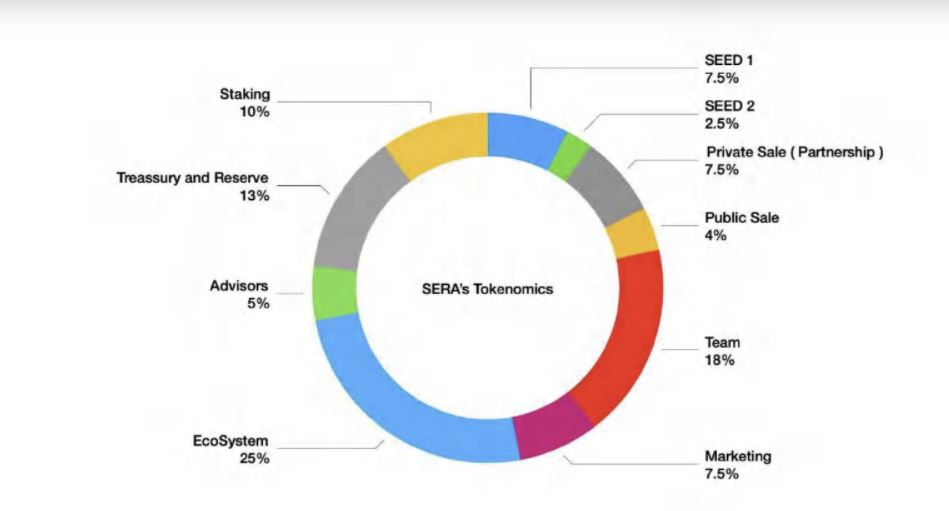 SEED 1
7.5%
SEED 2
2.5%
Private Sale ( Partnership )
7.5%
Public Sale
4%
Team
18%
Marketing
7.5%
EcoSystem
25%
Advisors
5%
Treassury and Reserve
13%
Staking
10%
SERA's Tokenomics